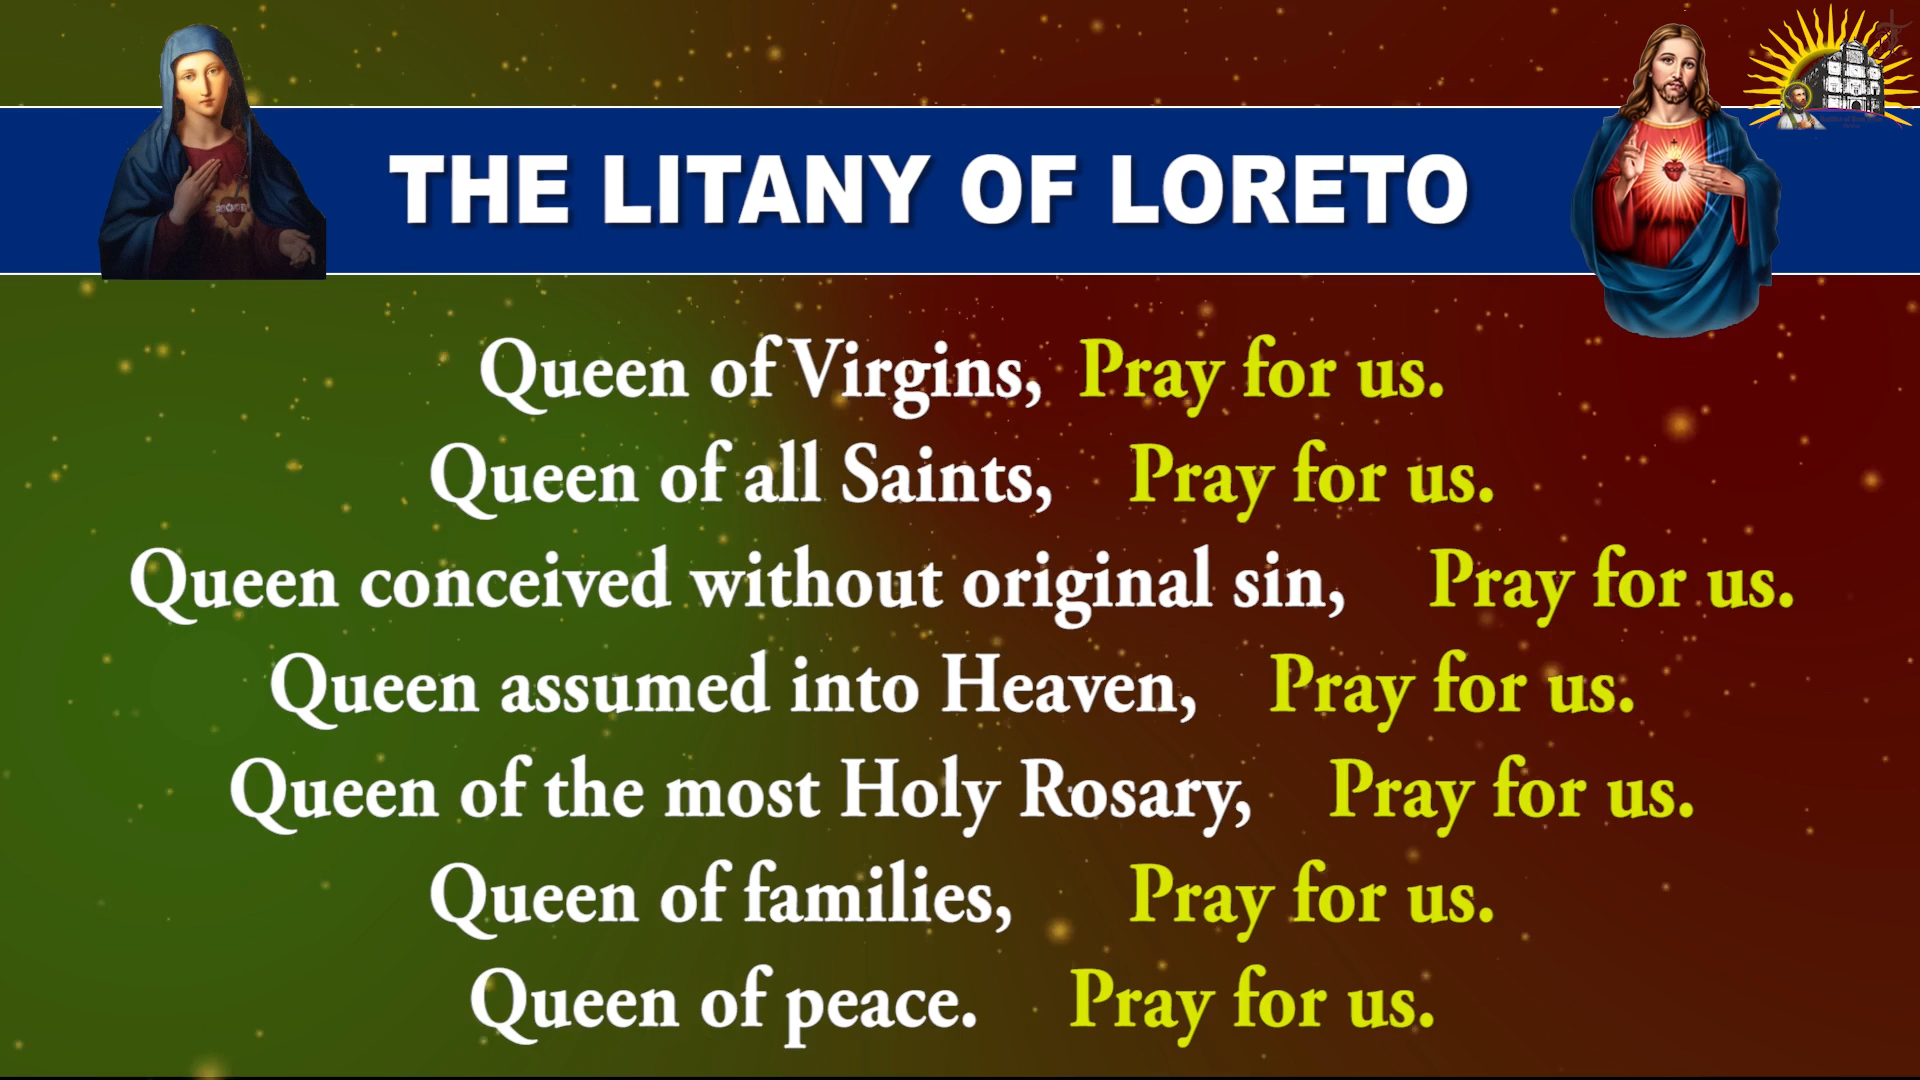 THE LITANY OF LORETO
Queen of Virgins, Pray for us.
Queen of all Saints, Pray for us.
Queen conceived without original sin, Pray for us.
Queen assumed into Heaven, Pray for us.
Queen of the most Holy Rosary, Pray for us.
Queen of families, Pray for us.
Queen of peace. Pray for us.